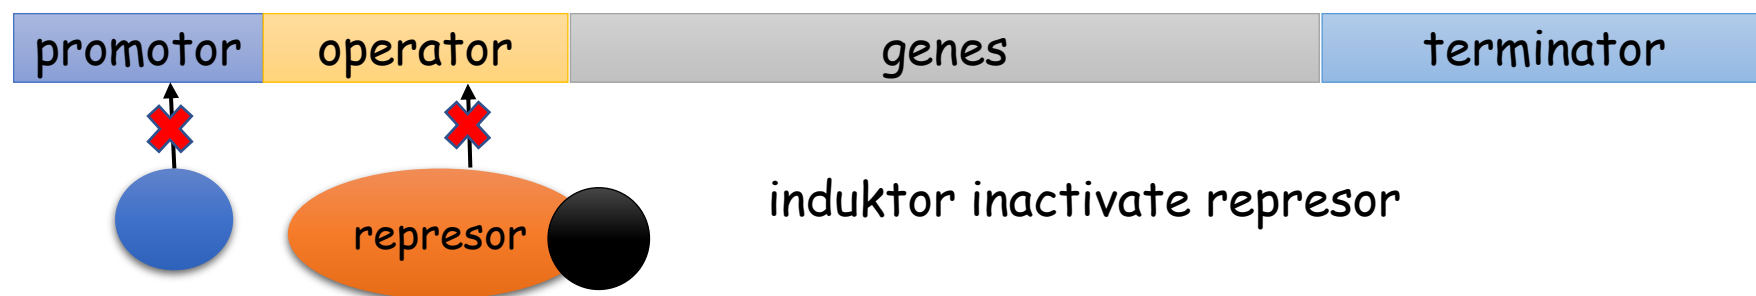 promotor operator genes terminator
induktor inactivate represor
represor